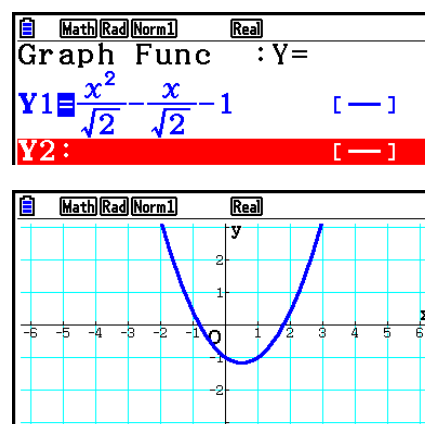 Math Rad Norm1 Real
Graph Func :Y=
Y1=x²/√2-x/√2-1 [—]
Y2: [—]
Math Rad Norm1 Real
y
2
1
x
-6 -5 -4 -3 -2 -1 O 1 2 3 4 5 6
-1
-2